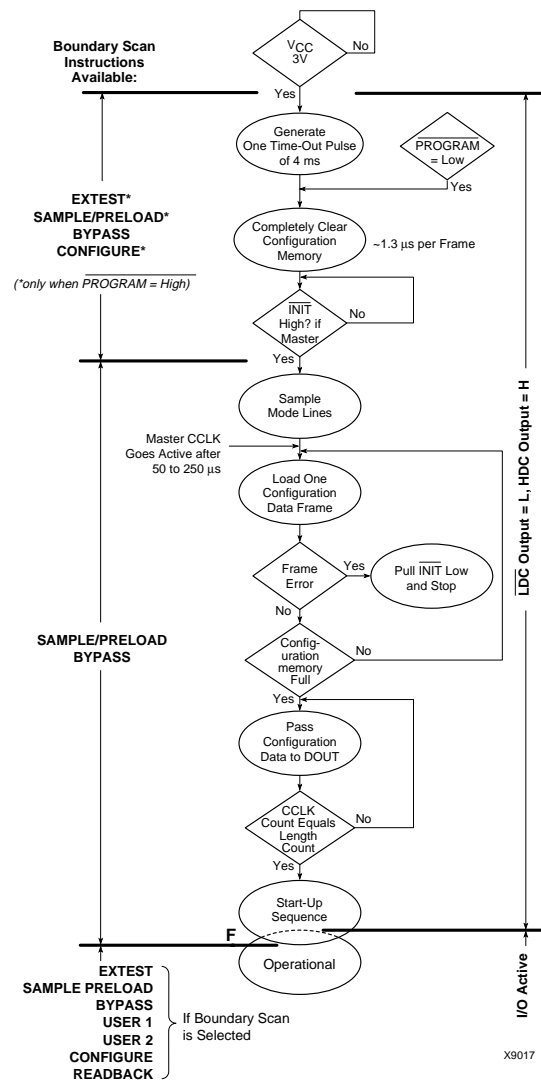 Boundary Scan
Instructions
Available:
VCC
3V
No
Yes
Generate
One Time-Out Pulse
of 4 ms
PROGRAM
= Low
Yes
EXTEST*
SAMPLE/PRELOAD*
BYPASS
CONFIGURE*
(*only when PROGRAM = High)
Completely Clear
Configuration
Memory
~1.3 μs per Frame
INIT
High? if
Master
No
Yes
Sample
Mode Lines
Master CCLK
Goes Active after
50 to 250 μs
Load One
Configuration
Data Frame
Frame
Error
Yes
Pull INIT Low
and Stop
No
SAMPLE/PRELOAD
BYPASS
Config-
uration
memory
Full
No
Yes
Pass
Configuration
Data to DOUT
CCLK
Count Equals
Length
Count
No
Yes
Start-Up
Sequence
F
Operational
LDC Output = L, HDC Output = H
I/O Active
EXTEST
SAMPLE PRELOAD
BYPASS
USER 1
USER 2
CONFIGURE
READBACK
If Boundary Scan
is Selected
X9017